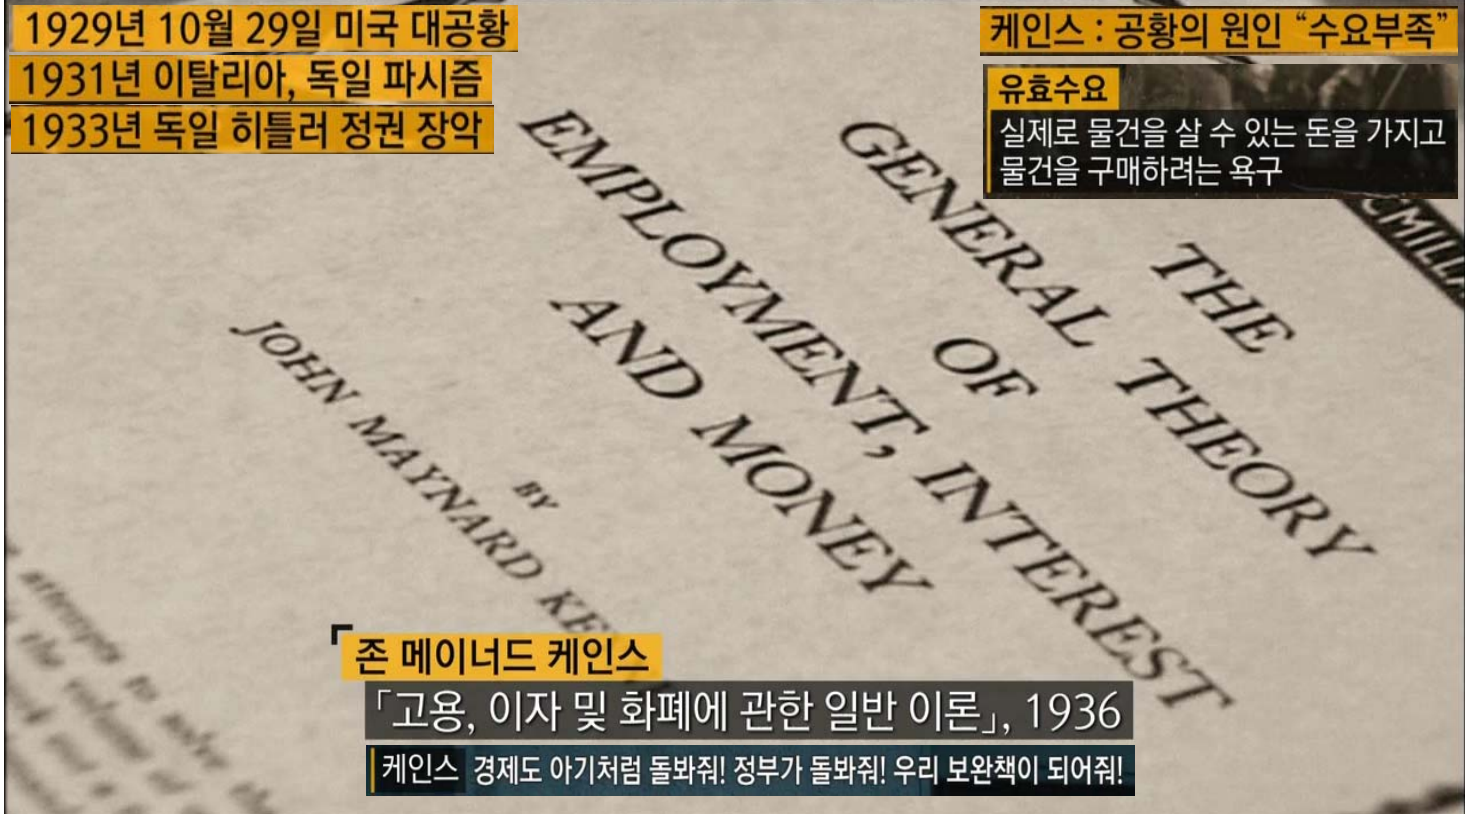 1929년 10월 29일 미국 대공황
1931년 이탈리아, 독일 파시즘
1933년 독일 히틀러 정권 장악
케인스 : 공황의 원인 “수요부족”
유효수요
실제로 물건을 살 수 있는 돈을 가지고
물건을 구매하려는 욕구
THE
GENERAL THEORY
OF
EMPLOYMENT, INTEREST
AND MONEY
BY
JOHN MAYNARD
attempts to solve the
the volume of
존 메이너드 케인스
「고용, 이자 및 화폐에 관한 일반 이론」, 1936
케인스 경제도 아기처럼 돌봐줘! 정부가 돌봐줘! 우리 보완책이 되어줘!